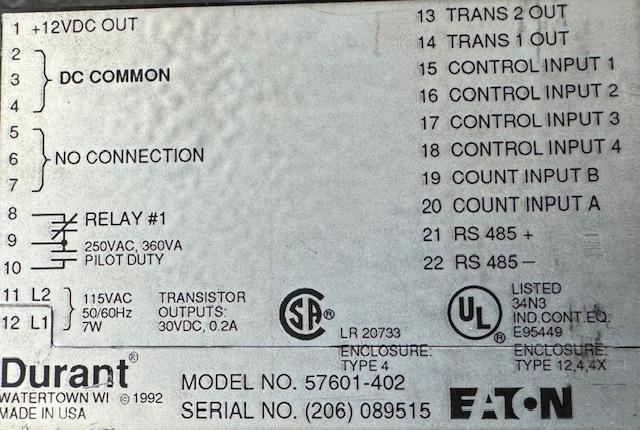 1 +12VDC OUT
2
3 DC COMMON
4
5
6 NO CONNECTION
7
8 RELAY #1
9 250VAC, 360VA
10 PILOT DUTY
11 L2
12 L1
115VAC
50/60Hz
7W
TRANSISTOR
OUTPUTS:
30VDC, 0.2A
13 TRANS 2 OUT
14 TRANS 1 OUT
15 CONTROL INPUT 1
16 CONTROL INPUT 2
17 CONTROL INPUT 3
18 CONTROL INPUT 4
19 COUNT INPUT B
20 COUNT INPUT A
21 RS 485 +
22 RS 485 −
SA®
LR 20733
ENCLOSURE:
TYPE 4
UL®
LISTED
34N3
IND.CONT.EQ.
E95449
ENCLOSURE:
TYPE 12,4,4X
Durant®
WATERTOWN WI © 1992
MADE IN USA
MODEL NO. 57601-402
SERIAL NO. (206) 089515
EATON